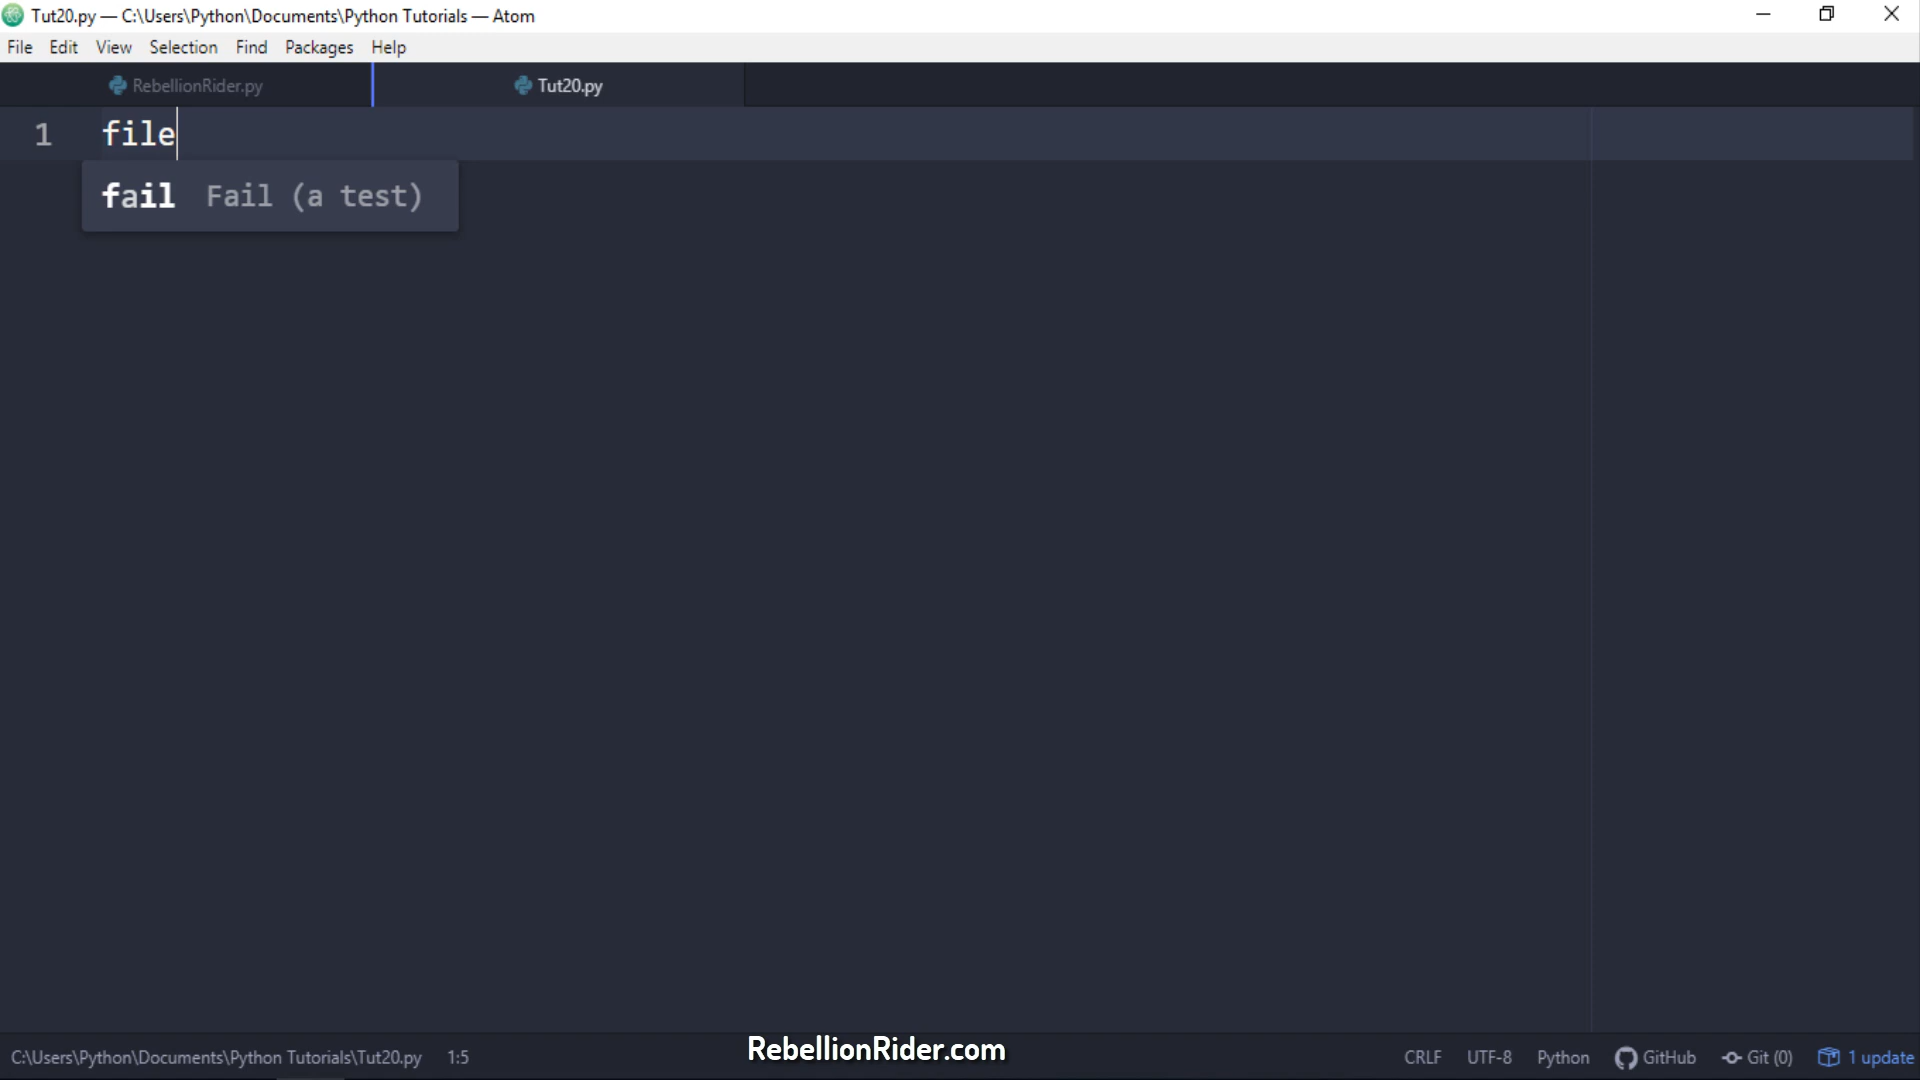 Tut20.py — C:\Users\Python\Documents\Python Tutorials — Atom
File Edit View Selection Find Packages Help
RebellionRider.py Tut20.py
1 file
fail Fail (a test)
RebellionRider.com
C:\Users\Python\Documents\Python Tutorials\Tut20.py 1:5 CRLF UTF-8 Python GitHub Git (0) 1 update